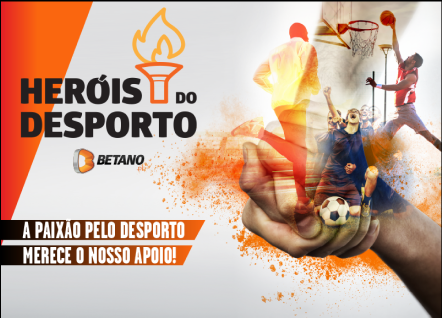 HERÓIS
DO
DESPORTO
BETANO
A PAIXÃO PELO DESPORTO
MERECE O NOSSO APOIO!